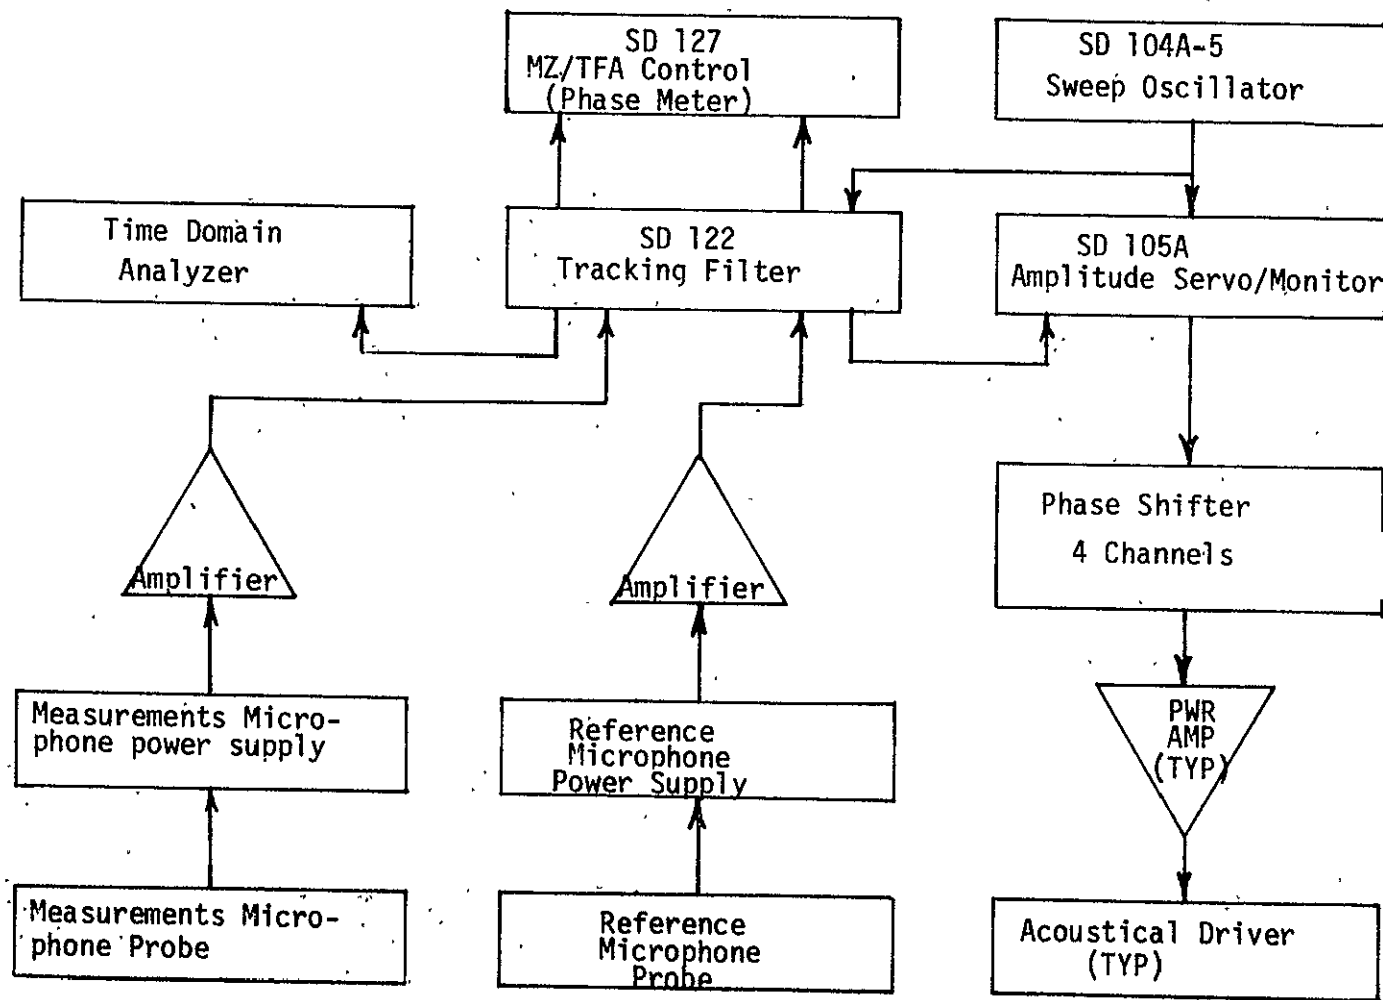 SD 127
MZ/TFA Control
(Phase Meter)
SD 104A-5
Sweep Oscillator
Time Domain
Analyzer
SD 122
Tracking Filter
SD 105A
Amplitude Servo/Monitor
Phase Shifter
4 Channels
Amplifier
Amplifier
Measurements Micro-
phone power supply
Reference
Microphone
Power Supply
PWR
AMP
(TYP)
Measurements Micro-
phone Probe
Reference
Microphone
Probe
Acoustical Driver
(TYP)